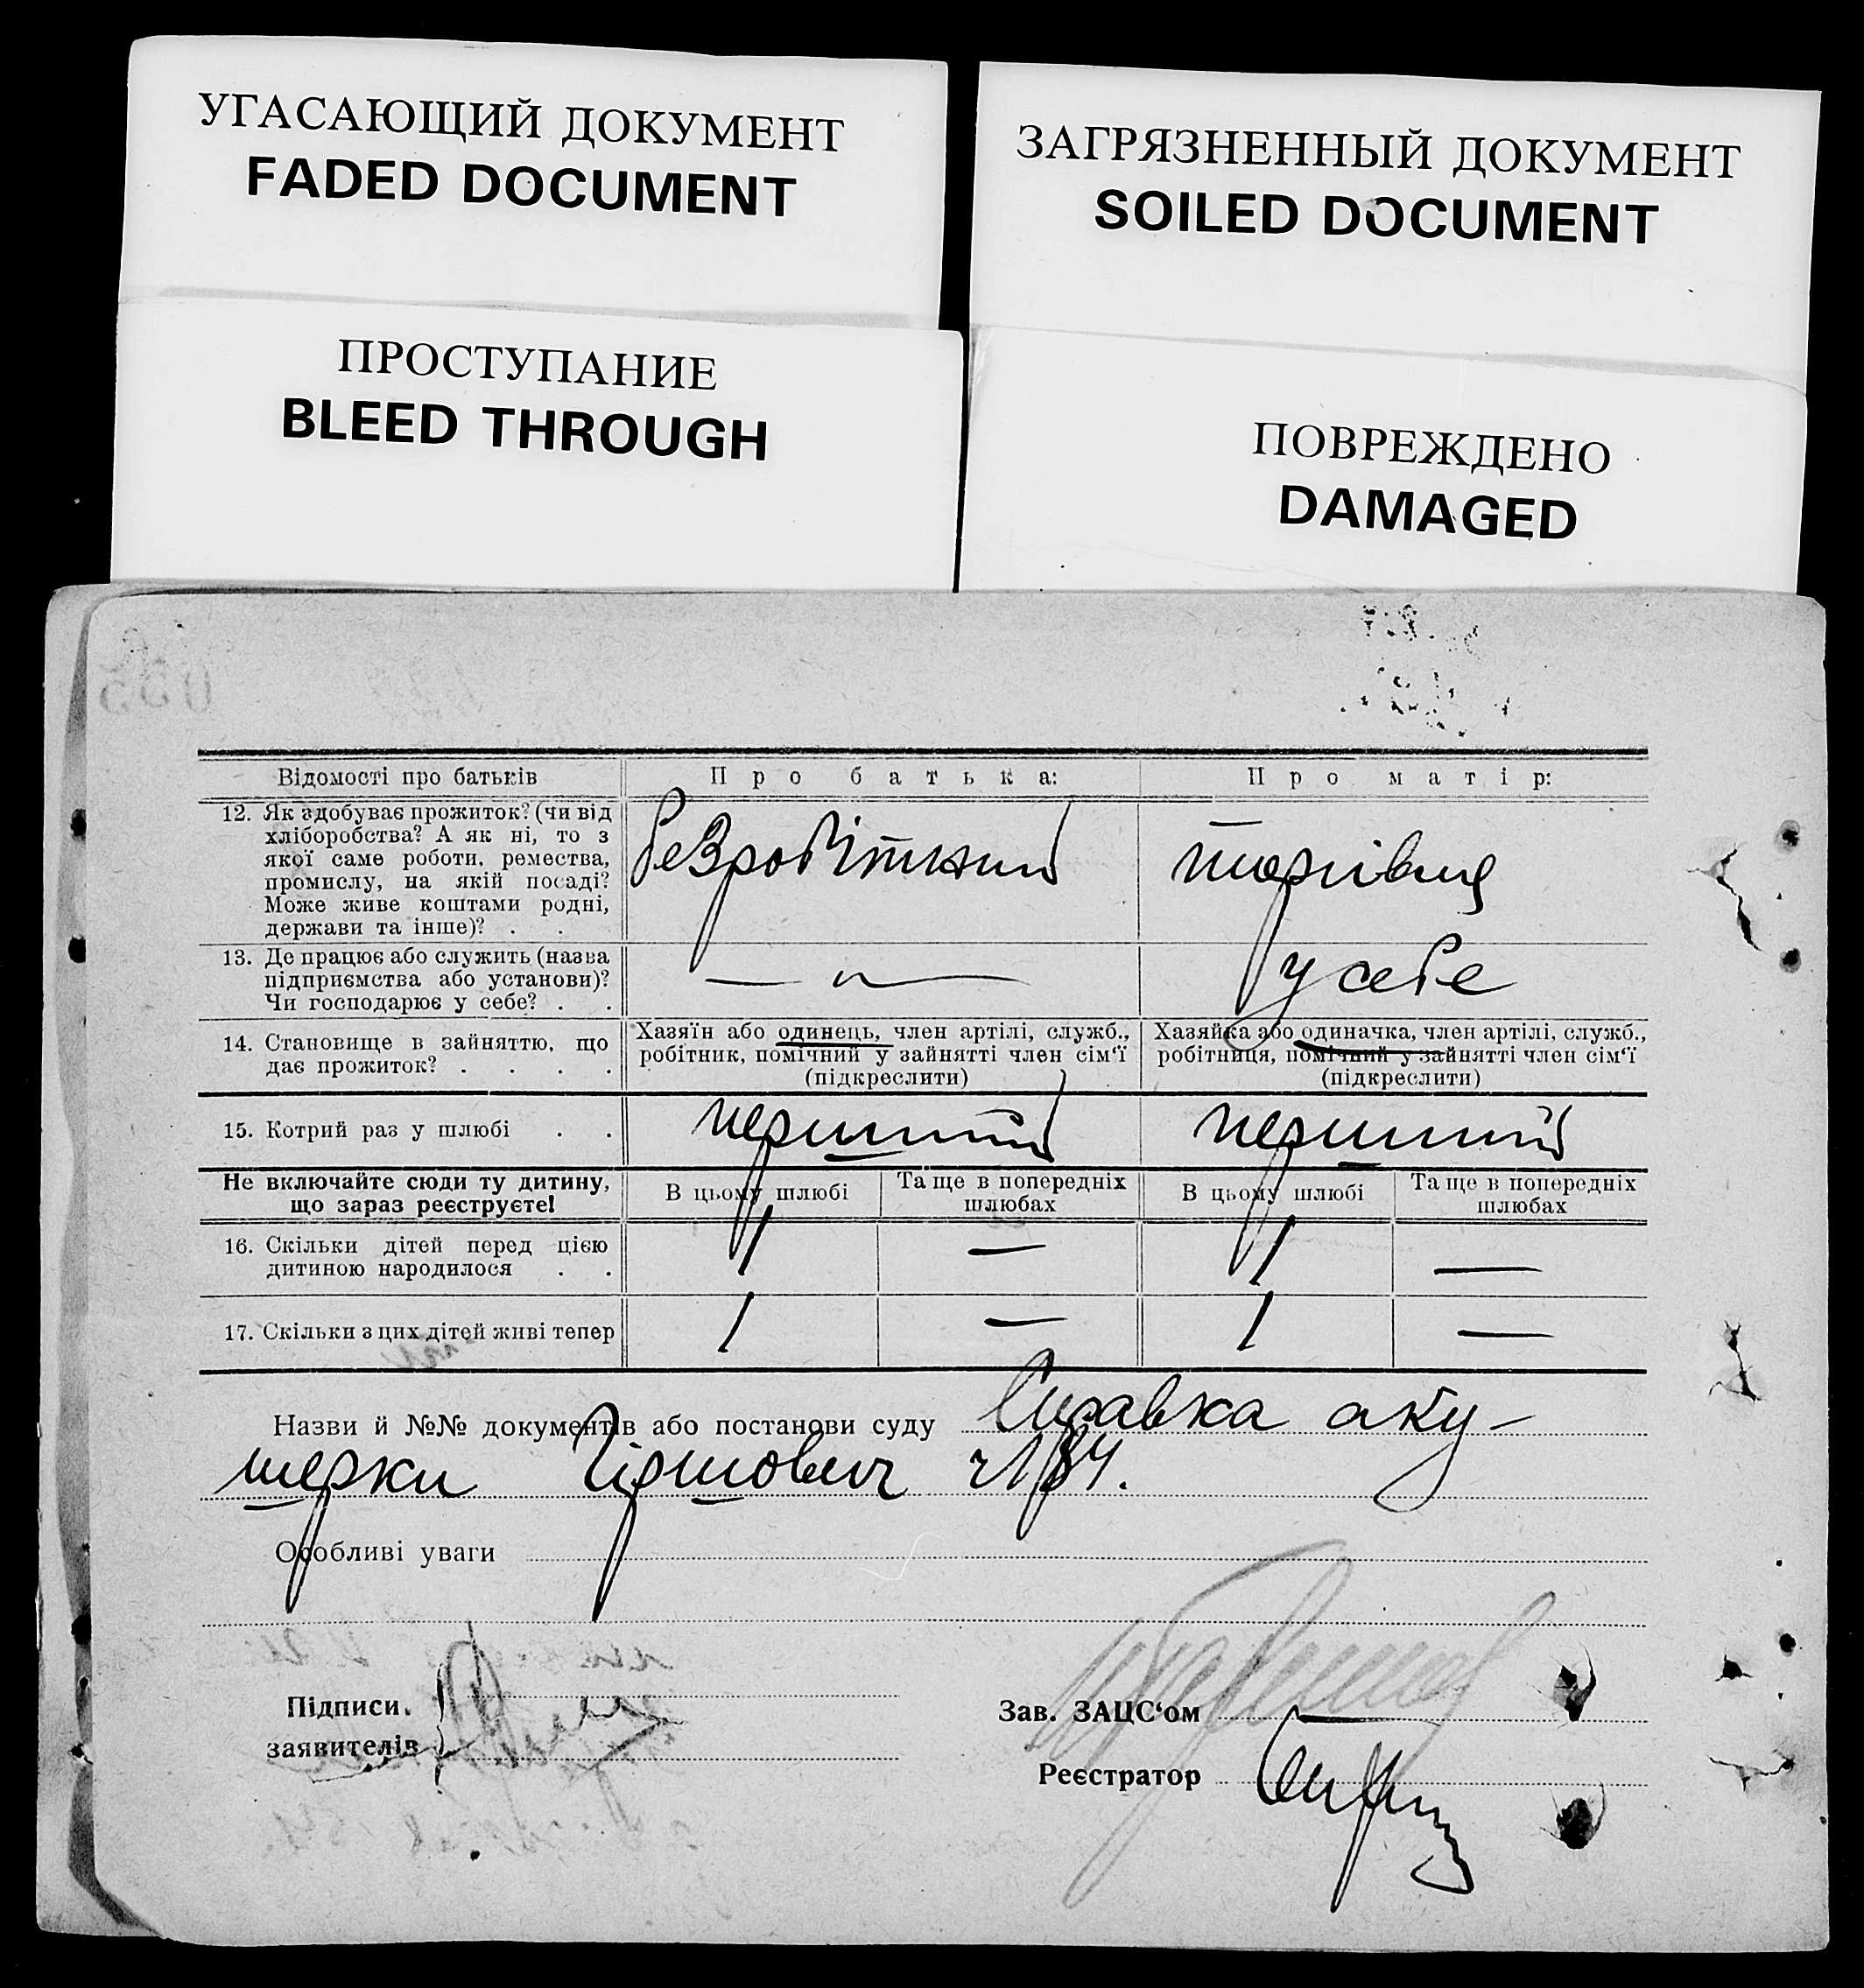 УГАСАЮЩИЙ ДОКУМЕНТ
FADED DOCUMENT
ЗАГРЯЗНЕННЫЙ ДОКУМЕНТ
SOILED DOCUMENT
ПРОСТУПАНИЕ
BLEED THROUGH
ПОВРЕЖДЕНО
DAMAGED
Відомості про батьків
Про батька:
Про матір:
12. Як здобуває прожиток? (чи від
хліборобства? А як ні, то з
якої саме роботи, ремества,
промислу, на якій посаді?
Може живе коштами родні,
держави та інше)? . .
безробітний
торгівля
13. Де працює або служить (назва
підприємства або установи)?
Чи господарює у себе? . .
— " —
у себе
14. Становище в зайняттю, що
дає прожиток? . . . .
Хазяїн або одинець, член артілі, служб.,
робітник, помічний у зайнятті член сім‘ї
(підкреслити)
Хазяйка або одиначка, член артілі, служб.,
робітниця, помічний у зайнятті член сім‘ї
(підкреслити)
15. Котрий раз у шлюбі . .
перший
перший
Не включайте сюди ту дитину,
що зараз реєструєте!
В цьому шлюбі
Та ще в попередніх
шлюбах
В цьому шлюбі
Та ще в попередніх
шлюбах
16. Скільки дітей перед цією
дитиною народилося . .
1 — 1 —
17. Скільки з цих дітей живі тепер
1 — 1 —
Назви й №№ документів або постанови суду Справка аку-
шерки Гіршович
Особливі уваги
Підписи
заявителів
Зав. ЗАЦС‘ом
Реєстратор